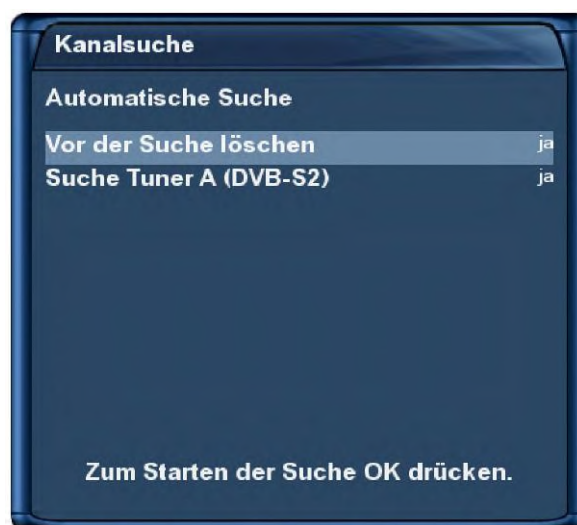 Kanalsuche
Automatische Suche
Vor der Suche löschen ja
Suche Tuner A (DVB-S2) ja
Zum Starten der Suche OK drücken.